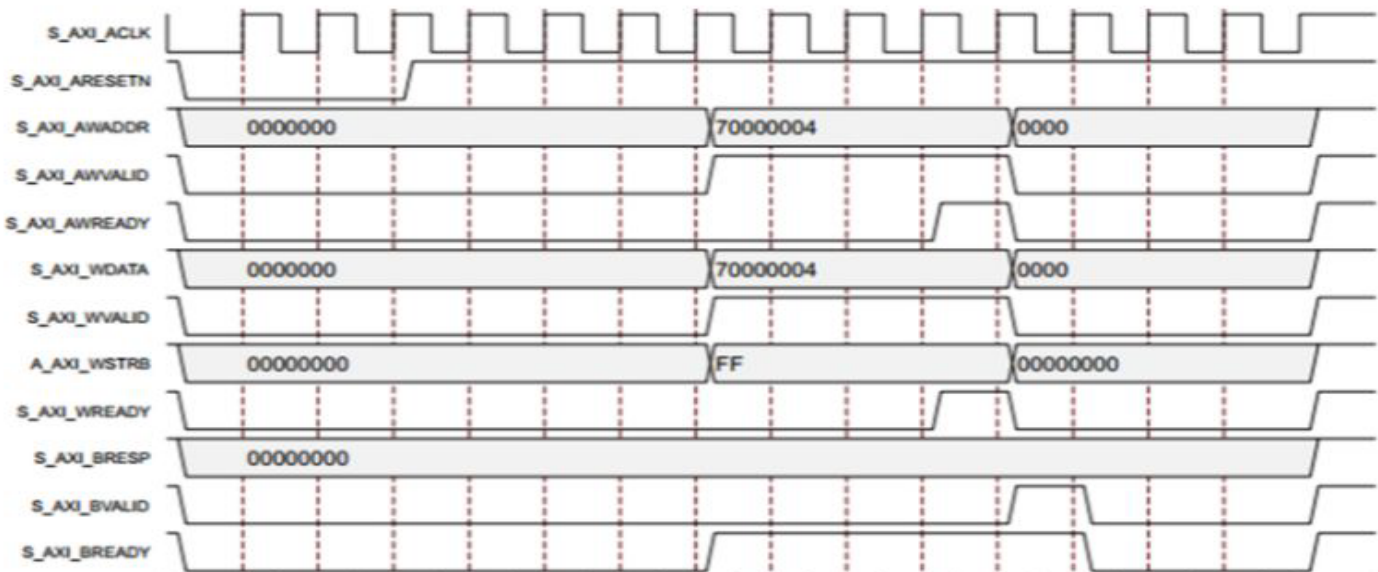 S_AXI_ACLK
S_AXI_ARESETN
S_AXI_AWADDR 0000000 70000004 0000
S_AXI_AWVALID
S_AXI_AWREADY
S_AXI_WDATA 0000000 70000004 0000
S_AXI_WVALID
A_AXI_WSTRB 00000000 FF 00000000
S_AXI_WREADY
S_AXI_BRESP 00000000
S_AXI_BVALID
S_AXI_BREADY